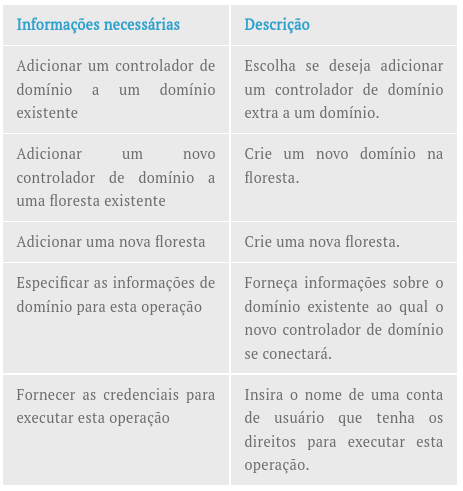 Informações necessárias
Descrição
Adicionar um controlador de
domínio a um domínio
existente
Escolha se deseja adicionar
um controlador de domínio
extra a um domínio.
Adicionar um novo
controlador de domínio a
uma floresta existente
Crie um novo domínio na
floresta.
Adicionar uma nova floresta
Crie uma nova floresta.
Especificar as informações de
domínio para esta operação
Forneça informações sobre o
domínio existente ao qual o
novo controlador de domínio
se conectará.
Fornecer as credenciais para
executar esta operação
Insira o nome de uma conta
de usuário que tenha os
direitos para executar esta
operação.